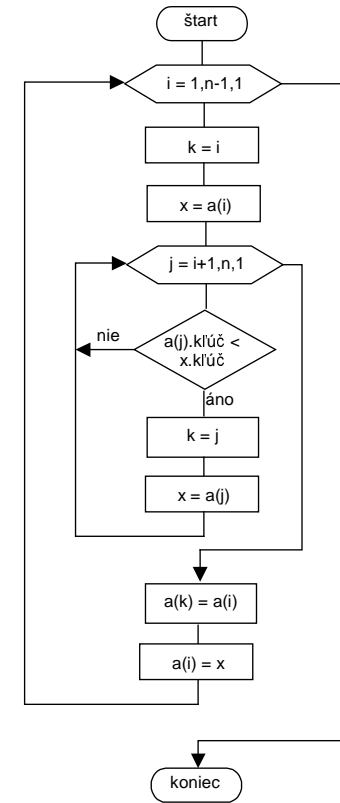 štart
i = 1,n-1,1
k = i
x = a(i)
j = i+1,n,1
nie
a(j).kľúč <
x.kľúč
áno
k = j
x = a(j)
a(k) = a(i)
a(i) = x
koniec